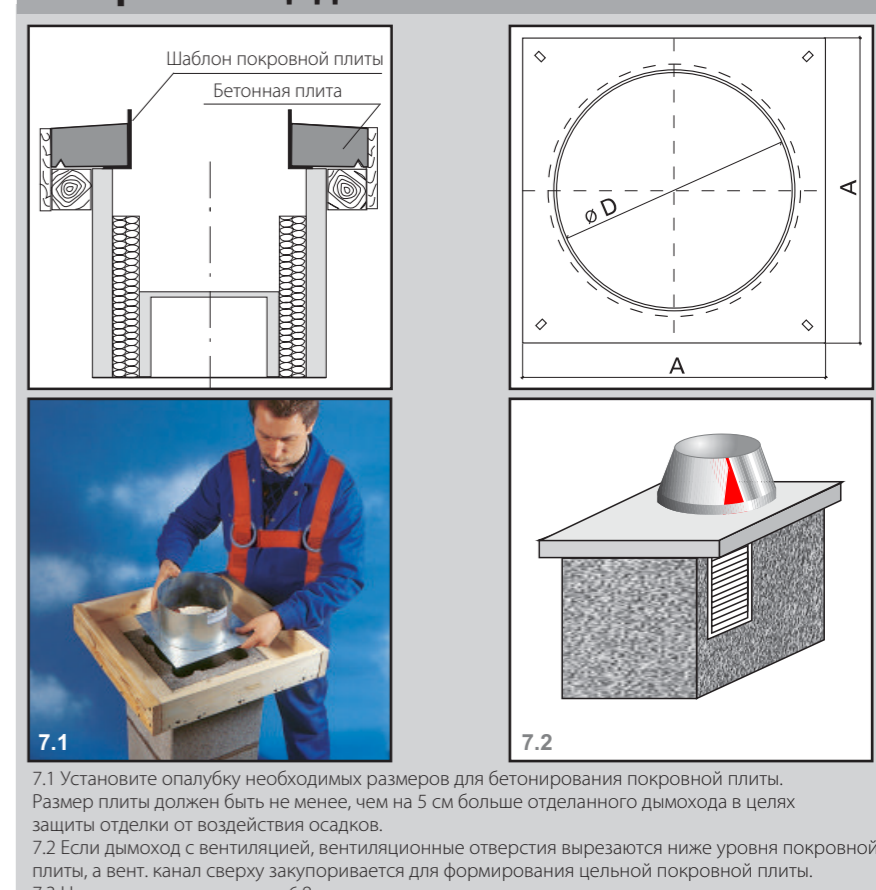 Шаблон покровной плиты
Бетонная плита
ø D
A
A
7.1
7.2
7.1 Установите опалубку необходимых размеров для бетонирования покровной плиты.
Размер плиты должен быть не менее, чем на 5 см больше отделанного дымохода в целях
защиты отделки от воздействия осадков.
7.2 Если дымоход с вентиляцией, вентиляционные отверстия вырезаются ниже уровня покровной
плиты, а вент. канал сверху закупоривается для формирования цельной покровной плиты.